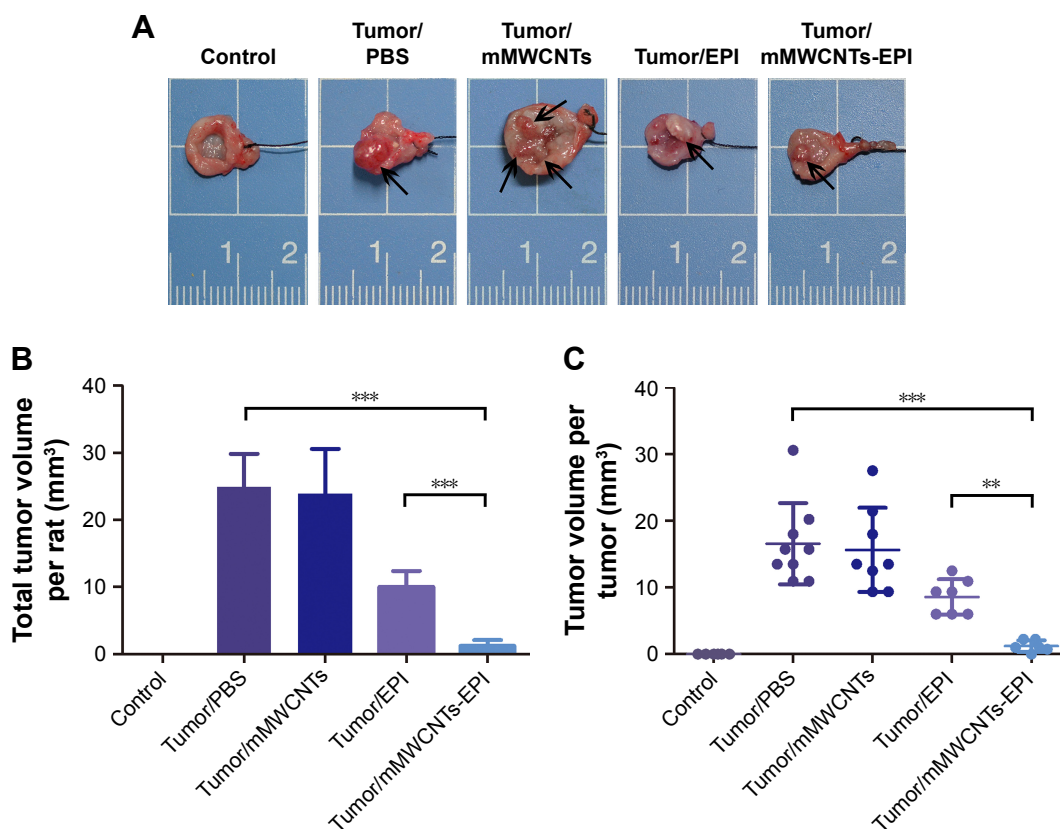 A
Control
Tumor/
PBS
Tumor/
mMWCNTs
Tumor/EPI
Tumor/
mMWCNTs-EPI
1 2
1 2
1 2
1 2
1 2
B
Total tumor volume
per rat (mm³)
40
30
20
10
0
***
***
Control
Tumor/PBS
Tumor/mMWCNTs
Tumor/EPI
Tumor/mMWCNTs-EPI
C
Tumor volume per
tumor (mm³)
40
30
20
10
0
***
**
Control
Tumor/PBS
Tumor/mMWCNTs
Tumor/EPI
Tumor/mMWCNTs-EPI